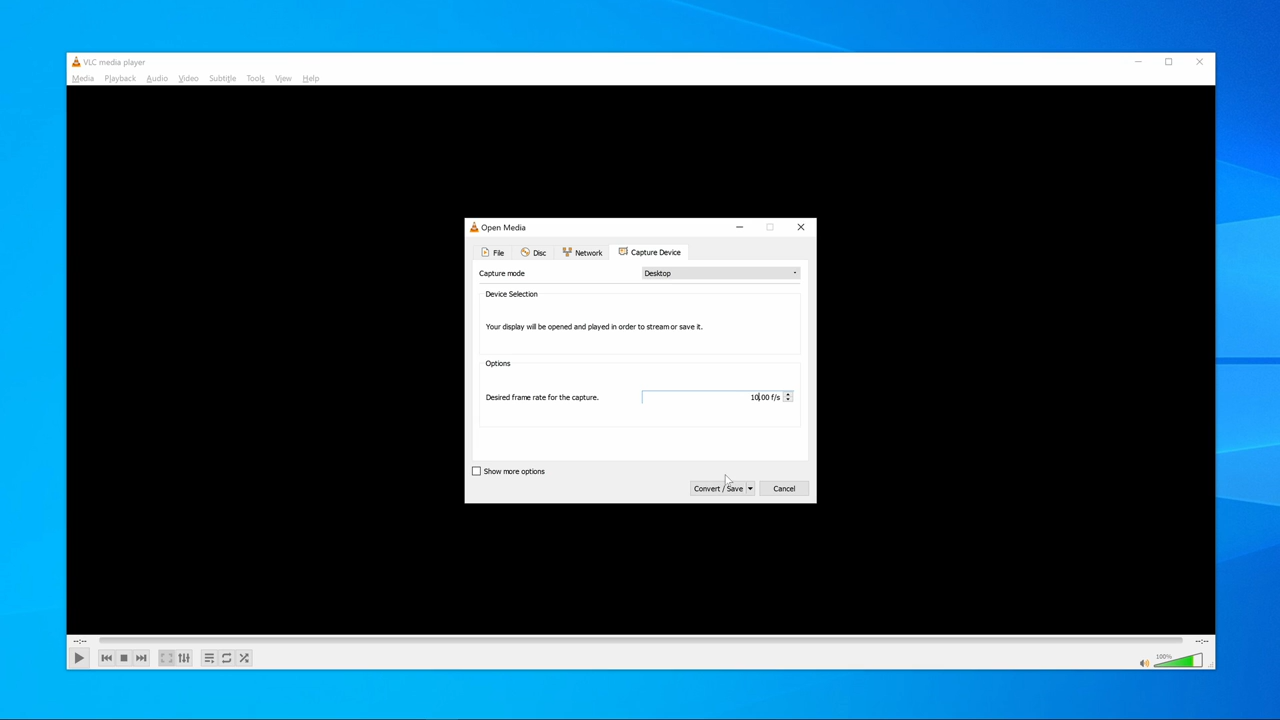 VLC media player
Media Playback Audio Video Subtitle Tools View Help
Open Media
File Disc Network Capture Device
Capture mode Desktop
Device Selection
Your display will be opened and played in order to stream or save it.
Options
Desired frame rate for the capture. 10.00 f/s
Show more options
Convert / Save Cancel
--:-- --:--
100%